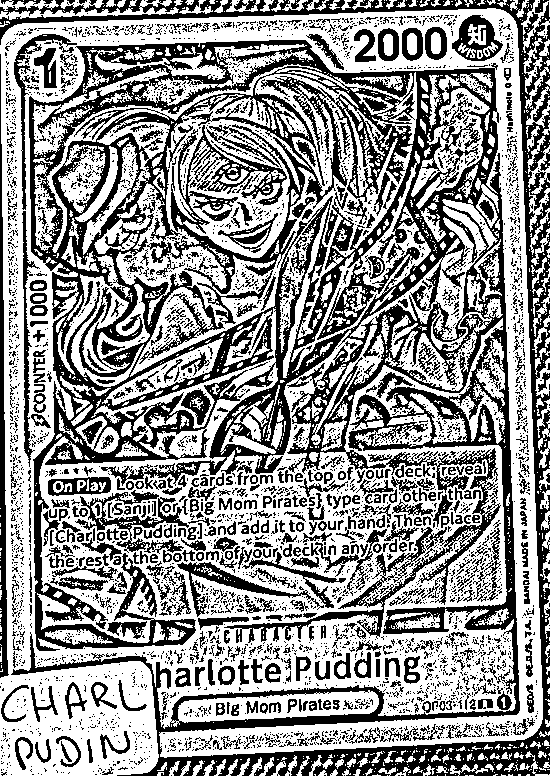 1
2000
知
WISDOM
COUNTER +1000
On Play Look at 4 cards from the top of your deck; reveal
up to 1 [Sanji] or {Big Mom Pirates} type card other than
[Charlotte Pudding] and add it to your hand. Then, place
the rest at the bottom of your deck in any order.
CHARACTER
harlotte Pudding
Big Mom Pirates
OP03-112 R 1
BANDAI MADE IN JAPAN
CHARL
PUDIN